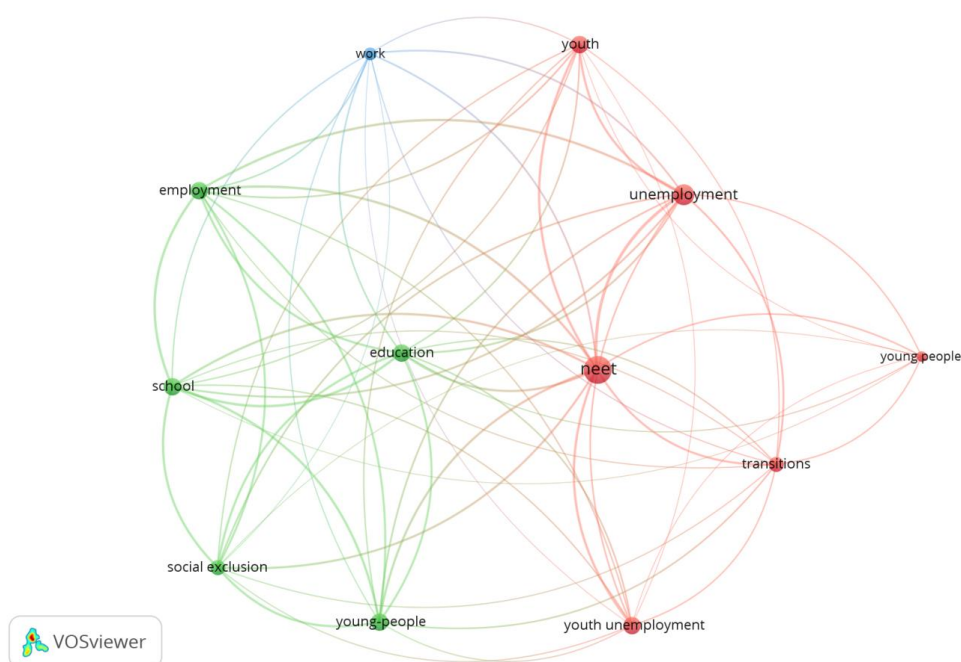 work
youth
employment
unemployment
education
young people
neet
school
transitions
social exclusion
young-people
youth unemployment
VOSviewer